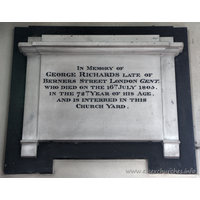 In Memory of
George Richards late of
Berners Street London Gent.
who died on the 16th July 1805.
in the 72nd Year of his Age.
and is interred in this
Church Yard.